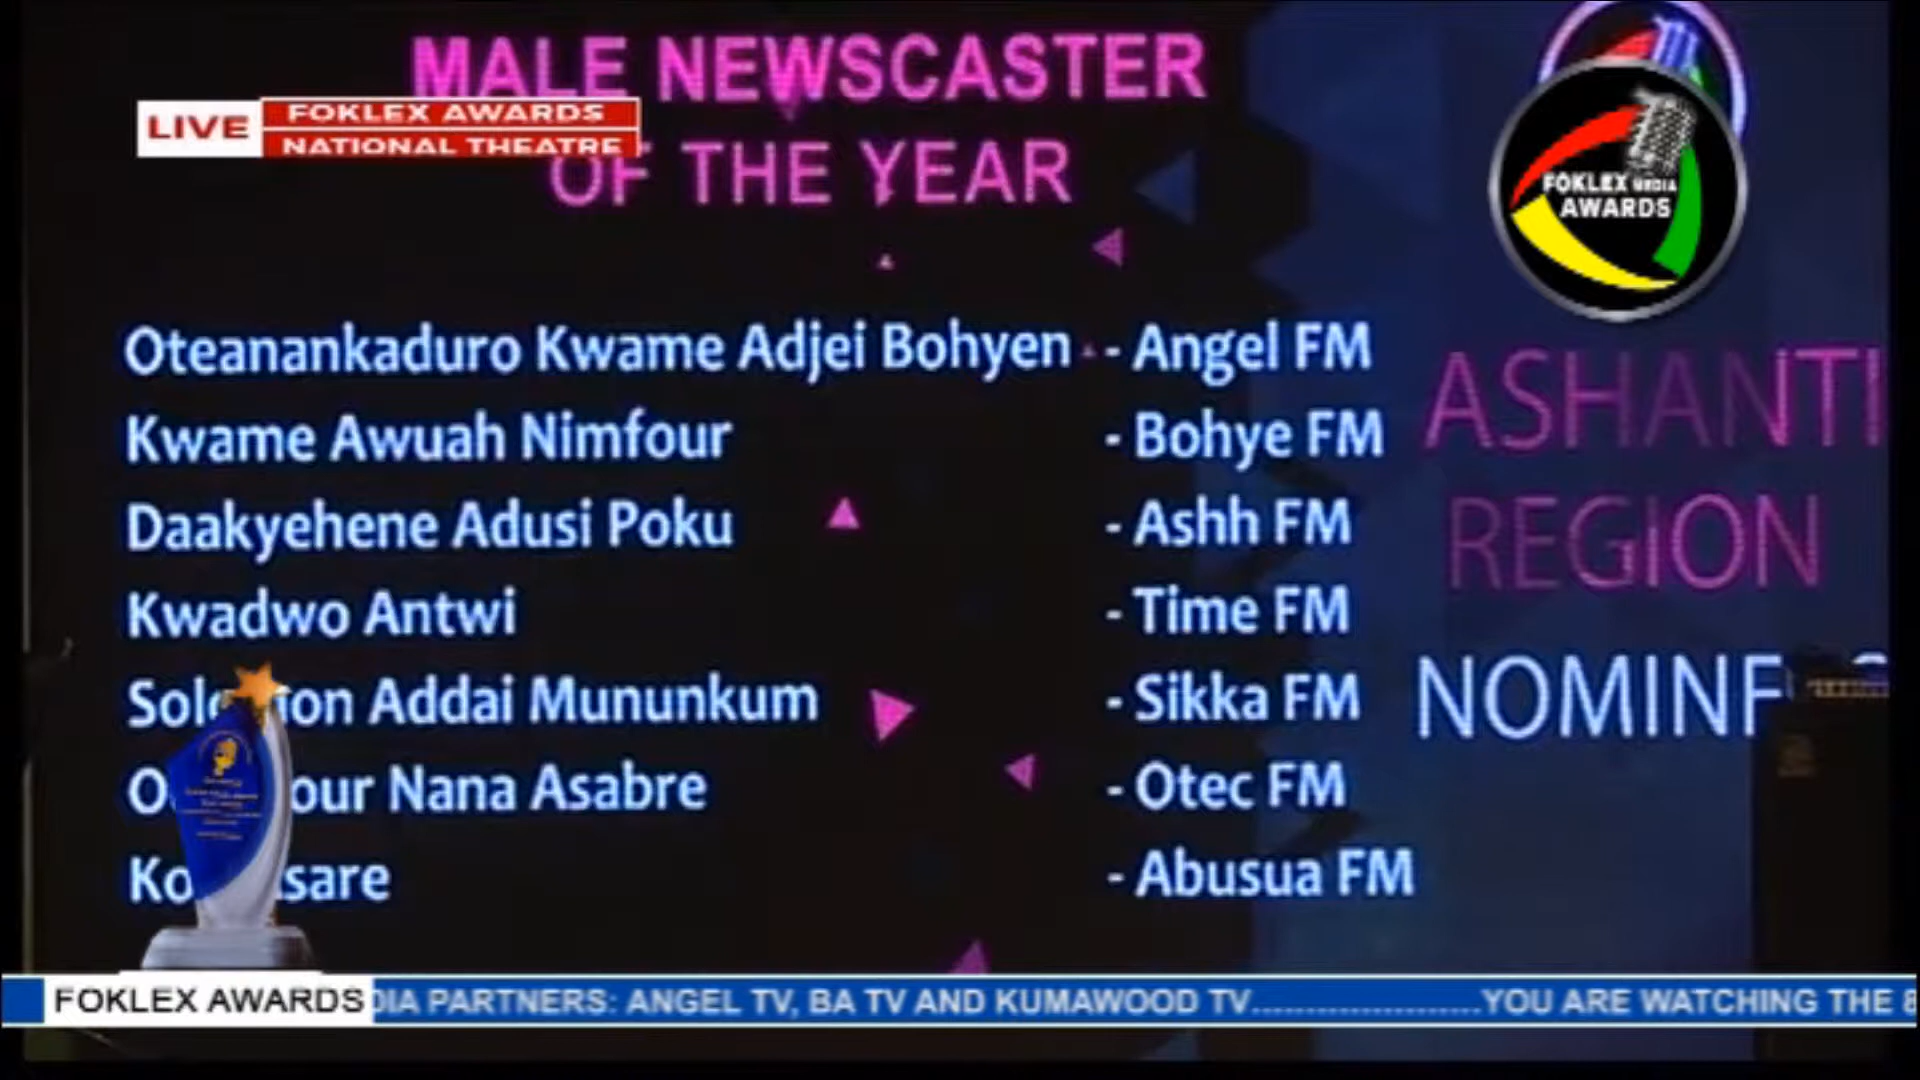 MALE NEWSCASTER
OF THE YEAR
LIVE
FOKLEX AWARDS
NATIONAL THEATRE
FOKLEX MEDIA
AWARDS
Oteanankaduro Kwame Adjei Bohyen - Angel FM
Kwame Awuah Nimfour - Bohye FM
Daakyehene Adusi Poku - Ashh FM
Kwadwo Antwi - Time FM
Addai Mununkum - Sikka FM
Nana Asabre - Otec FM
- Abusua FM
ASHANTI
REGION
FOKLEX AWARDS
PARTNERS: ANGEL TV, BA TV AND KUMAWOOD TV......................YOU ARE WATCHING THE